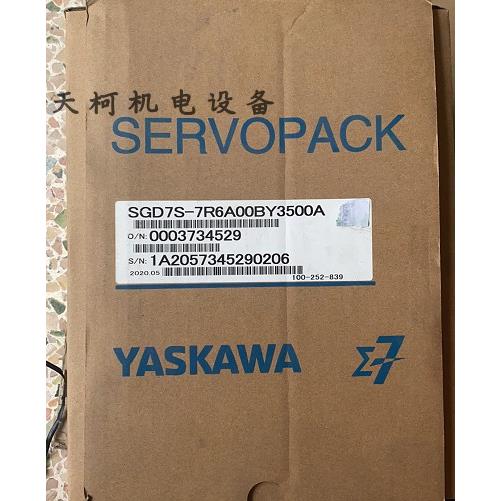 天柯机电设备
SERVOPACK
SGD7S-7R6A00BY3500A
O/N: 0003734529
S/N: 1A2057345290206
2020.05
100-252-839
YASKAWA Σ7